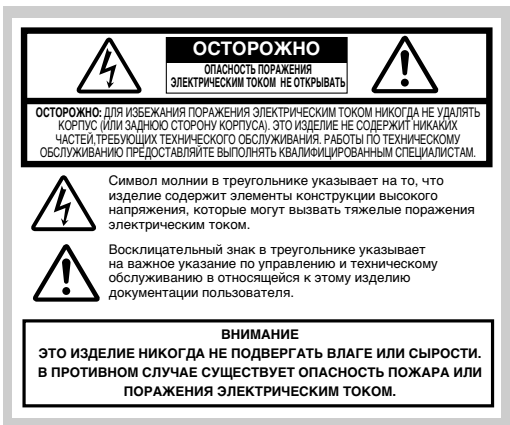 ОСТОРОЖНО
ОПАСНОСТЬ ПОРАЖЕНИЯ
ЭЛЕКТРИЧЕСКИМ ТОКОМ НЕ ОТКРЫВАТЬ
ОСТОРОЖНО: ДЛЯ ИЗБЕЖАНИЯ ПОРАЖЕНИЯ ЭЛЕКТРИЧЕСКИМ ТОКОМ НИКОГДА НЕ УДАЛЯТЬ
КОРПУС (ИЛИ ЗАДНЮЮ СТОРОНУ КОРПУСА). ЭТО ИЗДЕЛИЕ НЕ СОДЕРЖИТ НИКАКИХ
ЧАСТЕЙ,ТРЕБУЮЩИХ ТЕХНИЧЕСКОГО ОБСЛУЖИВАНИЯ. РАБОТЫ ПО ТЕХНИЧЕСКОМУ
ОБСЛУЖИВАНИЮ ПРЕДОСТАВЛЯЙТЕ ВЫПОЛНЯТЬ КВАЛИФИЦИРОВАННЫМ СПЕЦИАЛИСТАМ.
Символ молнии в треугольнике указывает на то, что
изделие содержит элементы конструкции высокого
напряжения, которые могут вызвать тяжелые поражения
электрическим током.
Восклицательный знак в треугольнике указывает
на важное указание по управлению и техническому
обслуживанию в относящейся к этому изделию
документации пользователя.
ВНИМАНИЕ
ЭТО ИЗДЕЛИЕ НИКОГДА НЕ ПОДВЕРГАТЬ ВЛАГЕ ИЛИ СЫРОСТИ.
В ПРОТИВНОМ СЛУЧАЕ СУЩЕСТВУЕТ ОПАСНОСТЬ ПОЖАРА ИЛИ
ПОРАЖЕНИЯ ЭЛЕКТРИЧЕСКИМ ТОКОМ.